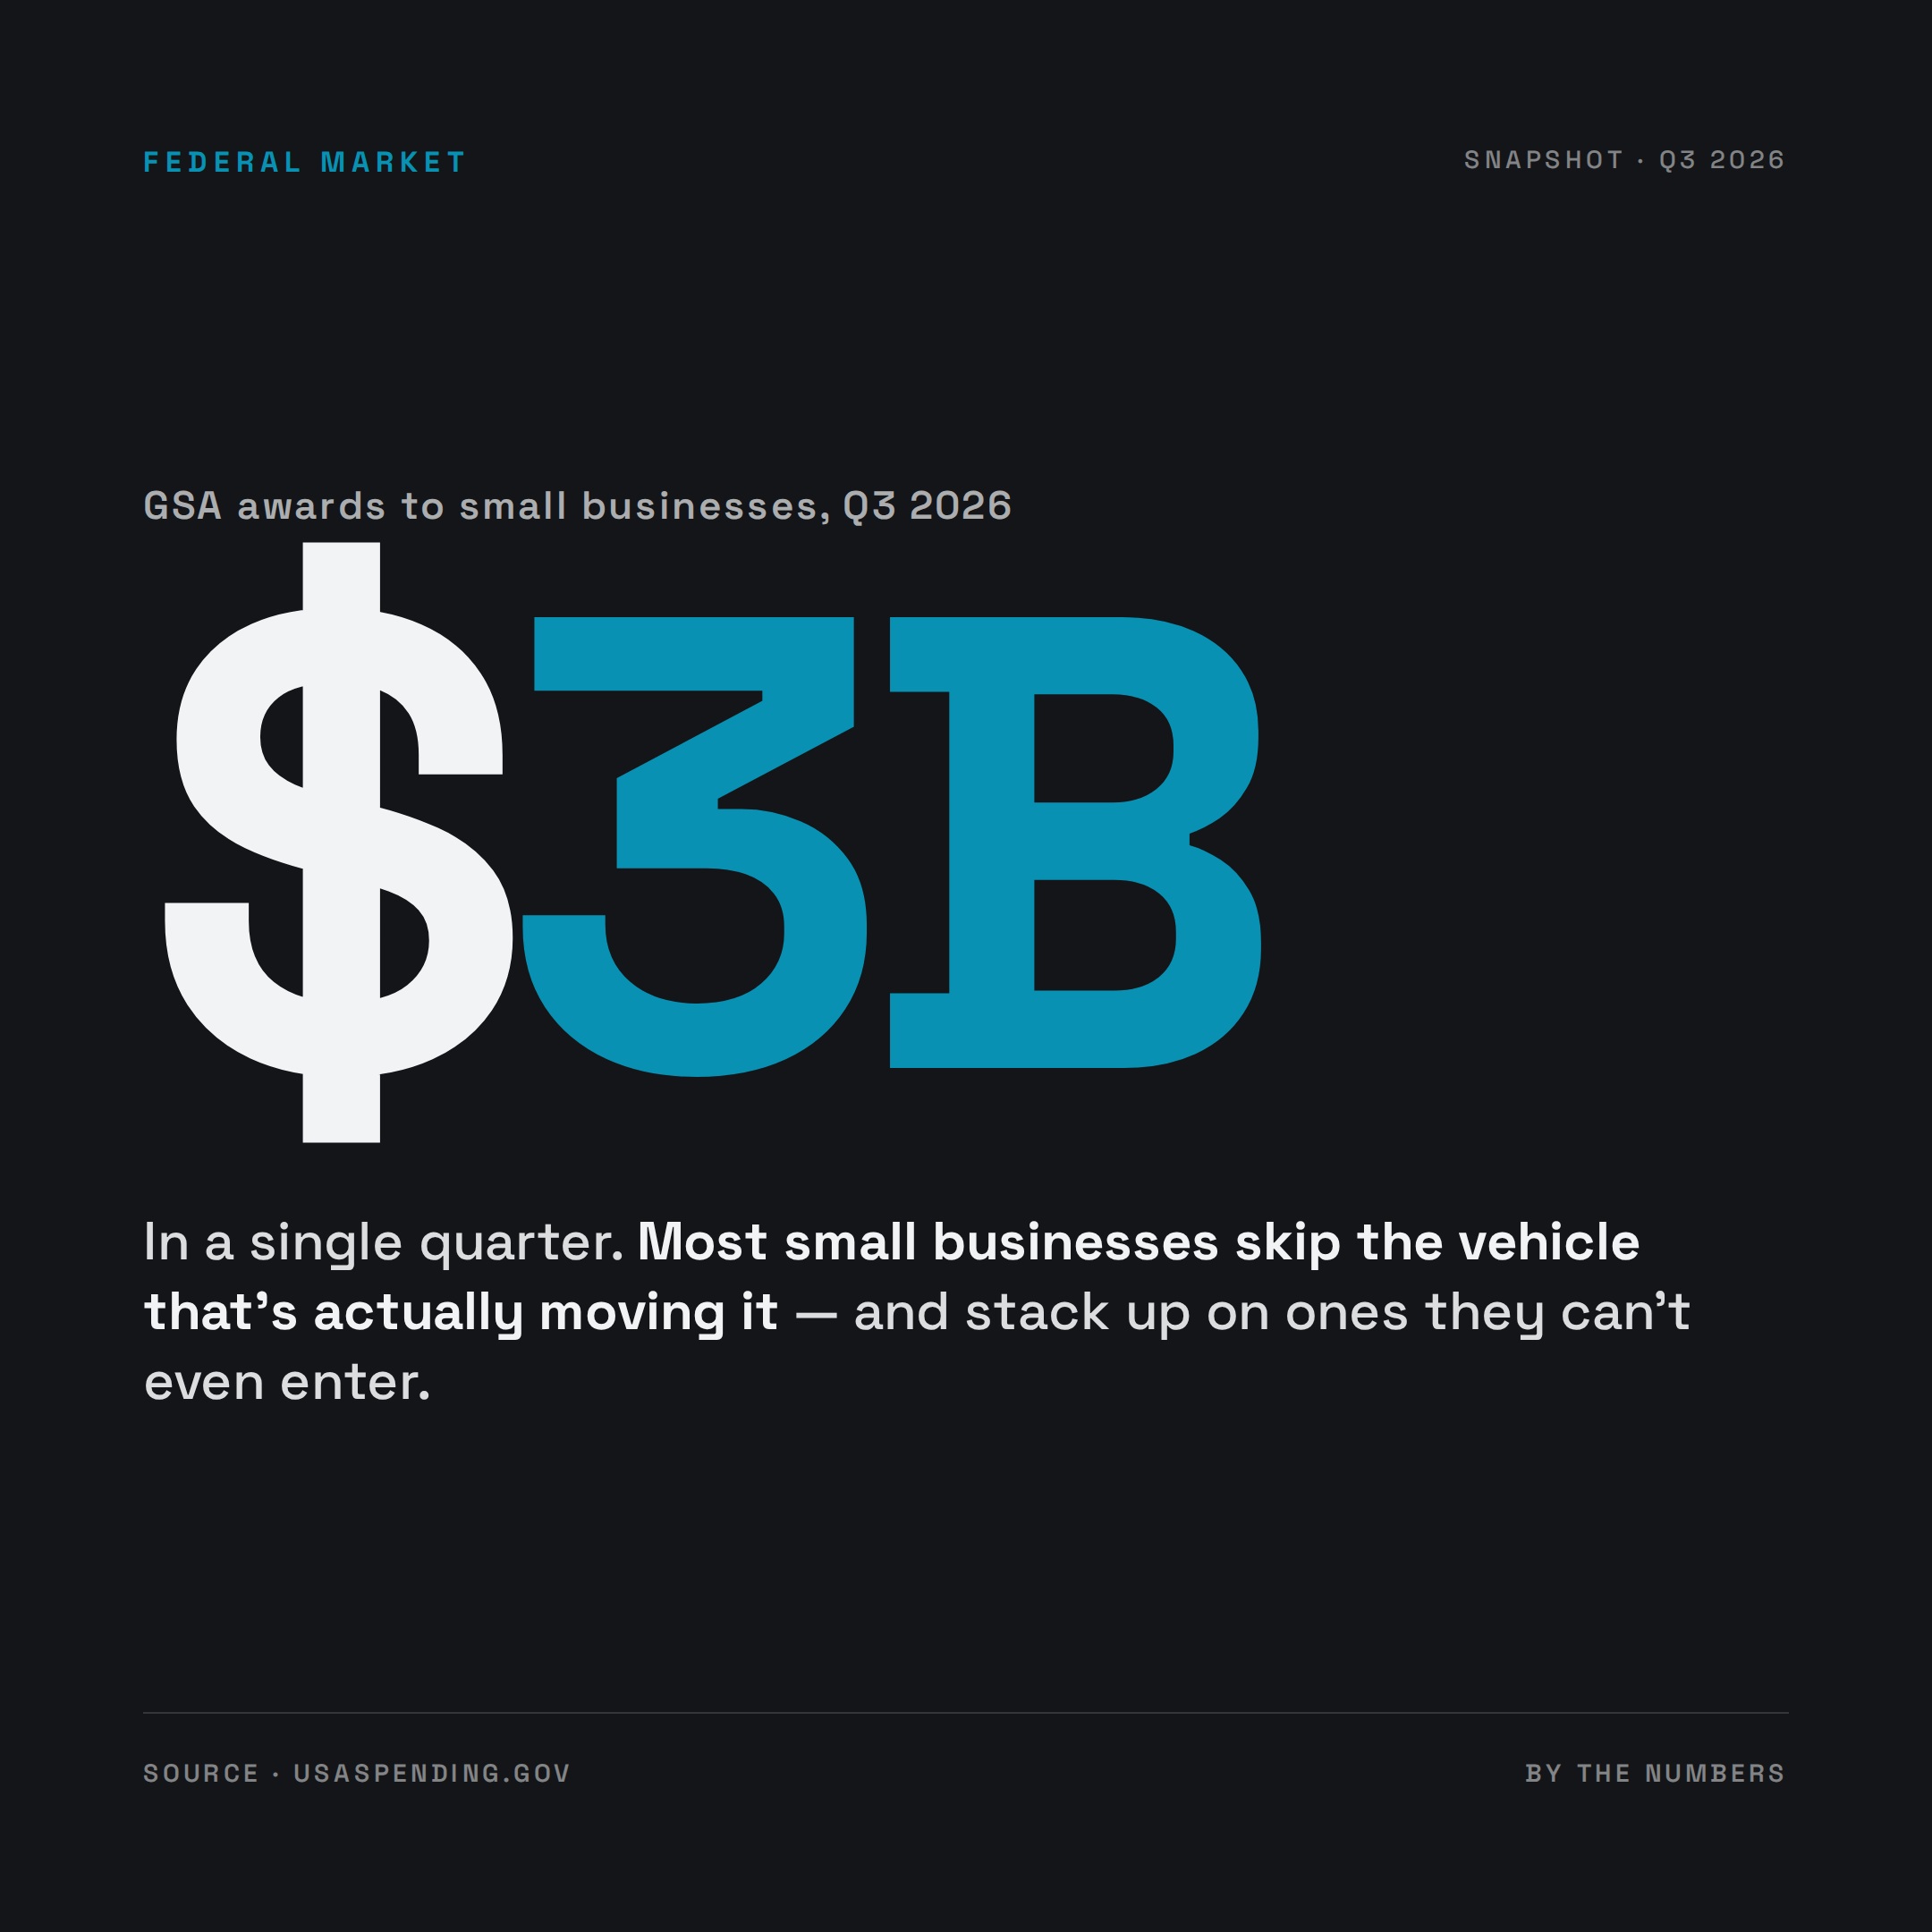 FEDERAL MARKET
SNAPSHOT · Q3 2026
GSA awards to small businesses, Q3 2026
$3B
In a single quarter. Most small businesses skip the vehicle
that’s actually moving it — and stack up on ones they can’t
even enter.
SOURCE · USASPENDING.GOV
BY THE NUMBERS